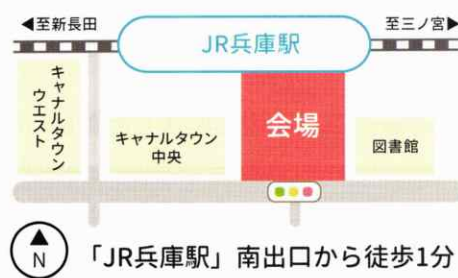 ◀至新長田
至三ノ宮▶
JR兵庫駅
キャナルタウン
ウエスト
キャナルタウン
中央
会場
図書館
N
「JR兵庫駅」南出口から徒歩1分